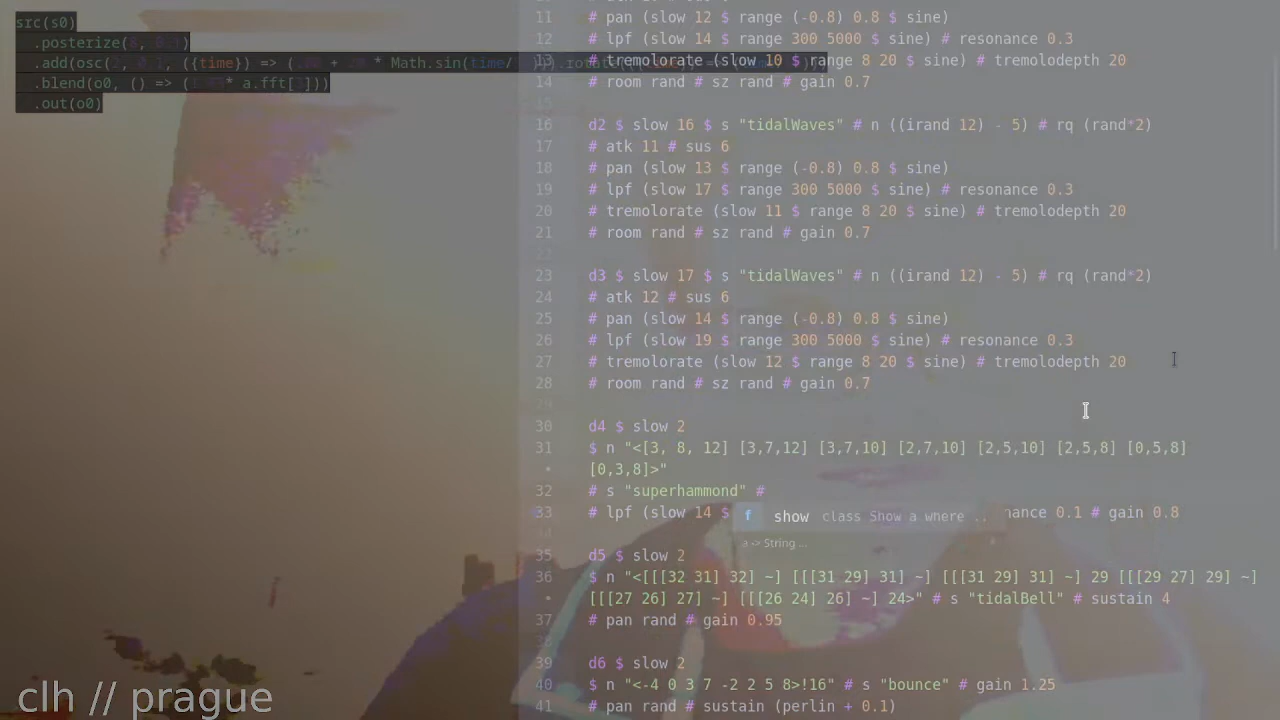 src(s0)
.posterize(8, 0.1)
.add(osc(2, 0.1, ({time}) => ( + * Math.sin(time/
.blend(o0, () => ( * a.fft[ ]))
.out(o0)
11 # pan (slow 12 $ range (-0.8) 0.8 $ sine)
12 # lpf (slow 14 $ range 300 5000 $ sine) # resonance 0.3
13 # tremolorate (slow 10 $ range 8 20 $ sine) # tremolodepth 20
14 # room rand # sz rand # gain 0.7
15
16 d2 $ slow 16 $ s "tidalWaves" # n ((irand 12) - 5) # rq (rand*2)
17 # atk 11 # sus 6
18 # pan (slow 13 $ range (-0.8) 0.8 $ sine)
19 # lpf (slow 17 $ range 300 5000 $ sine) # resonance 0.3
20 # tremolorate (slow 11 $ range 8 20 $ sine) # tremolodepth 20
21 # room rand # sz rand # gain 0.7
22
23 d3 $ slow 17 $ s "tidalWaves" # n ((irand 12) - 5) # rq (rand*2)
24 # atk 12 # sus 6
25 # pan (slow 14 $ range (-0.8) 0.8 $ sine)
26 # lpf (slow 19 $ range 300 5000 $ sine) # resonance 0.3
27 # tremolorate (slow 12 $ range 8 20 $ sine) # tremolodepth 20
28 # room rand # sz rand # gain 0.7
29
30 d4 $ slow 2
31 $ n "<[3, 8, 12] [3,7,12] [3,7,10] [2,7,10] [2,5,10] [2,5,8] [0,5,8]
• [0,3,8]>"
32 # s "superhammond" #
33 # lpf (slow 14 $ nance 0.1 # gain 0.8
f show class Show a where ..
a -> String ...
34
35 d5 $ slow 2
36 $ n "<[[[32 31] 32] ~] [[[31 29] 31] ~] [[[31 29] 31] ~] 29 [[[29 27] 29] ~]
• [[[27 26] 27] ~] [[[26 24] 26] ~] 24>" # s "tidalBell" # sustain 4
37 # pan rand # gain 0.95
38
39 d6 $ slow 2
40 $ n "<-4 0 3 7 -2 2 5 8>!16" # s "bounce" # gain 1.25
41 # pan rand # sustain (perlin + 0.1)
clh // prague